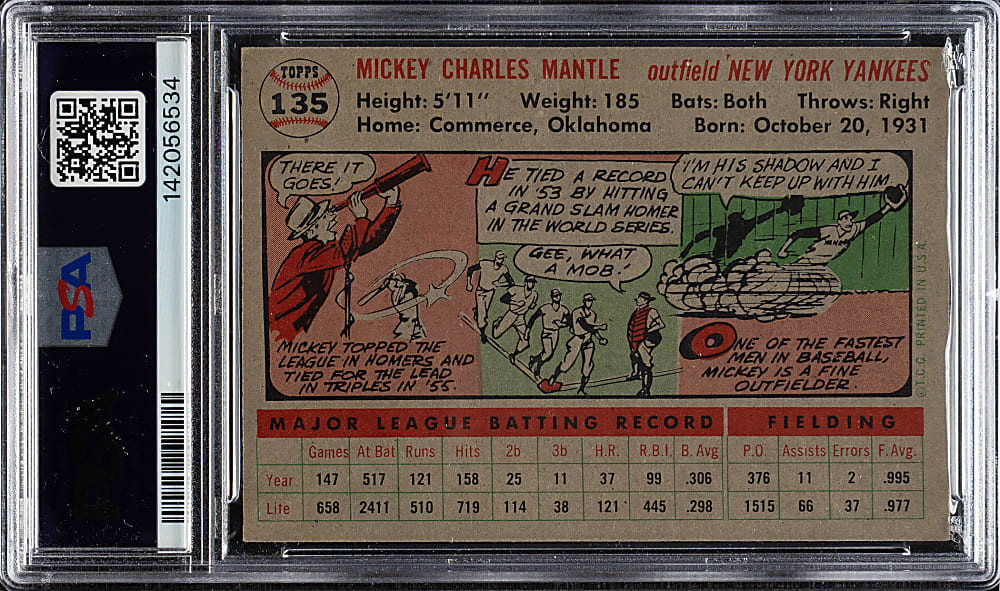 PSA
142056534
TOPPS
135
MICKEY CHARLES MANTLE outfield NEW YORK YANKEES
Height: 5'11" Weight: 185 Bats: Both Throws: Right
Home: Commerce, Oklahoma Born: October 20, 1931
THERE IT
GOES!
MICKEY TOPPED THE
LEAGUE IN HOMERS AND
TIED FOR THE LEAD
IN TRIPLES IN '55.
HE TIED A RECORD
IN '53 BY HITTING
A GRAND SLAM HOMER
IN THE WORLD SERIES.
GEE, WHAT
A MOB!
I'M HIS SHADOW AND I
CAN'T KEEP UP WITH HIM.
ONE OF THE FASTEST
MEN IN BASEBALL,
MICKEY IS A FINE
OUTFIELDER.
©T.C.G. PRINTED IN U.S.A.
MAJOR LEAGUE BATTING RECORD FIELDING
Games At Bat Runs Hits 2b 3b H.R. R.B.I. B. Avg P.O. Assists Errors F. Avg.
Year 147 517 121 158 25 11 37 99 .306 376 11 2 .995
Life 658 2411 510 719 114 38 121 445 .298 1515 66 37 .977